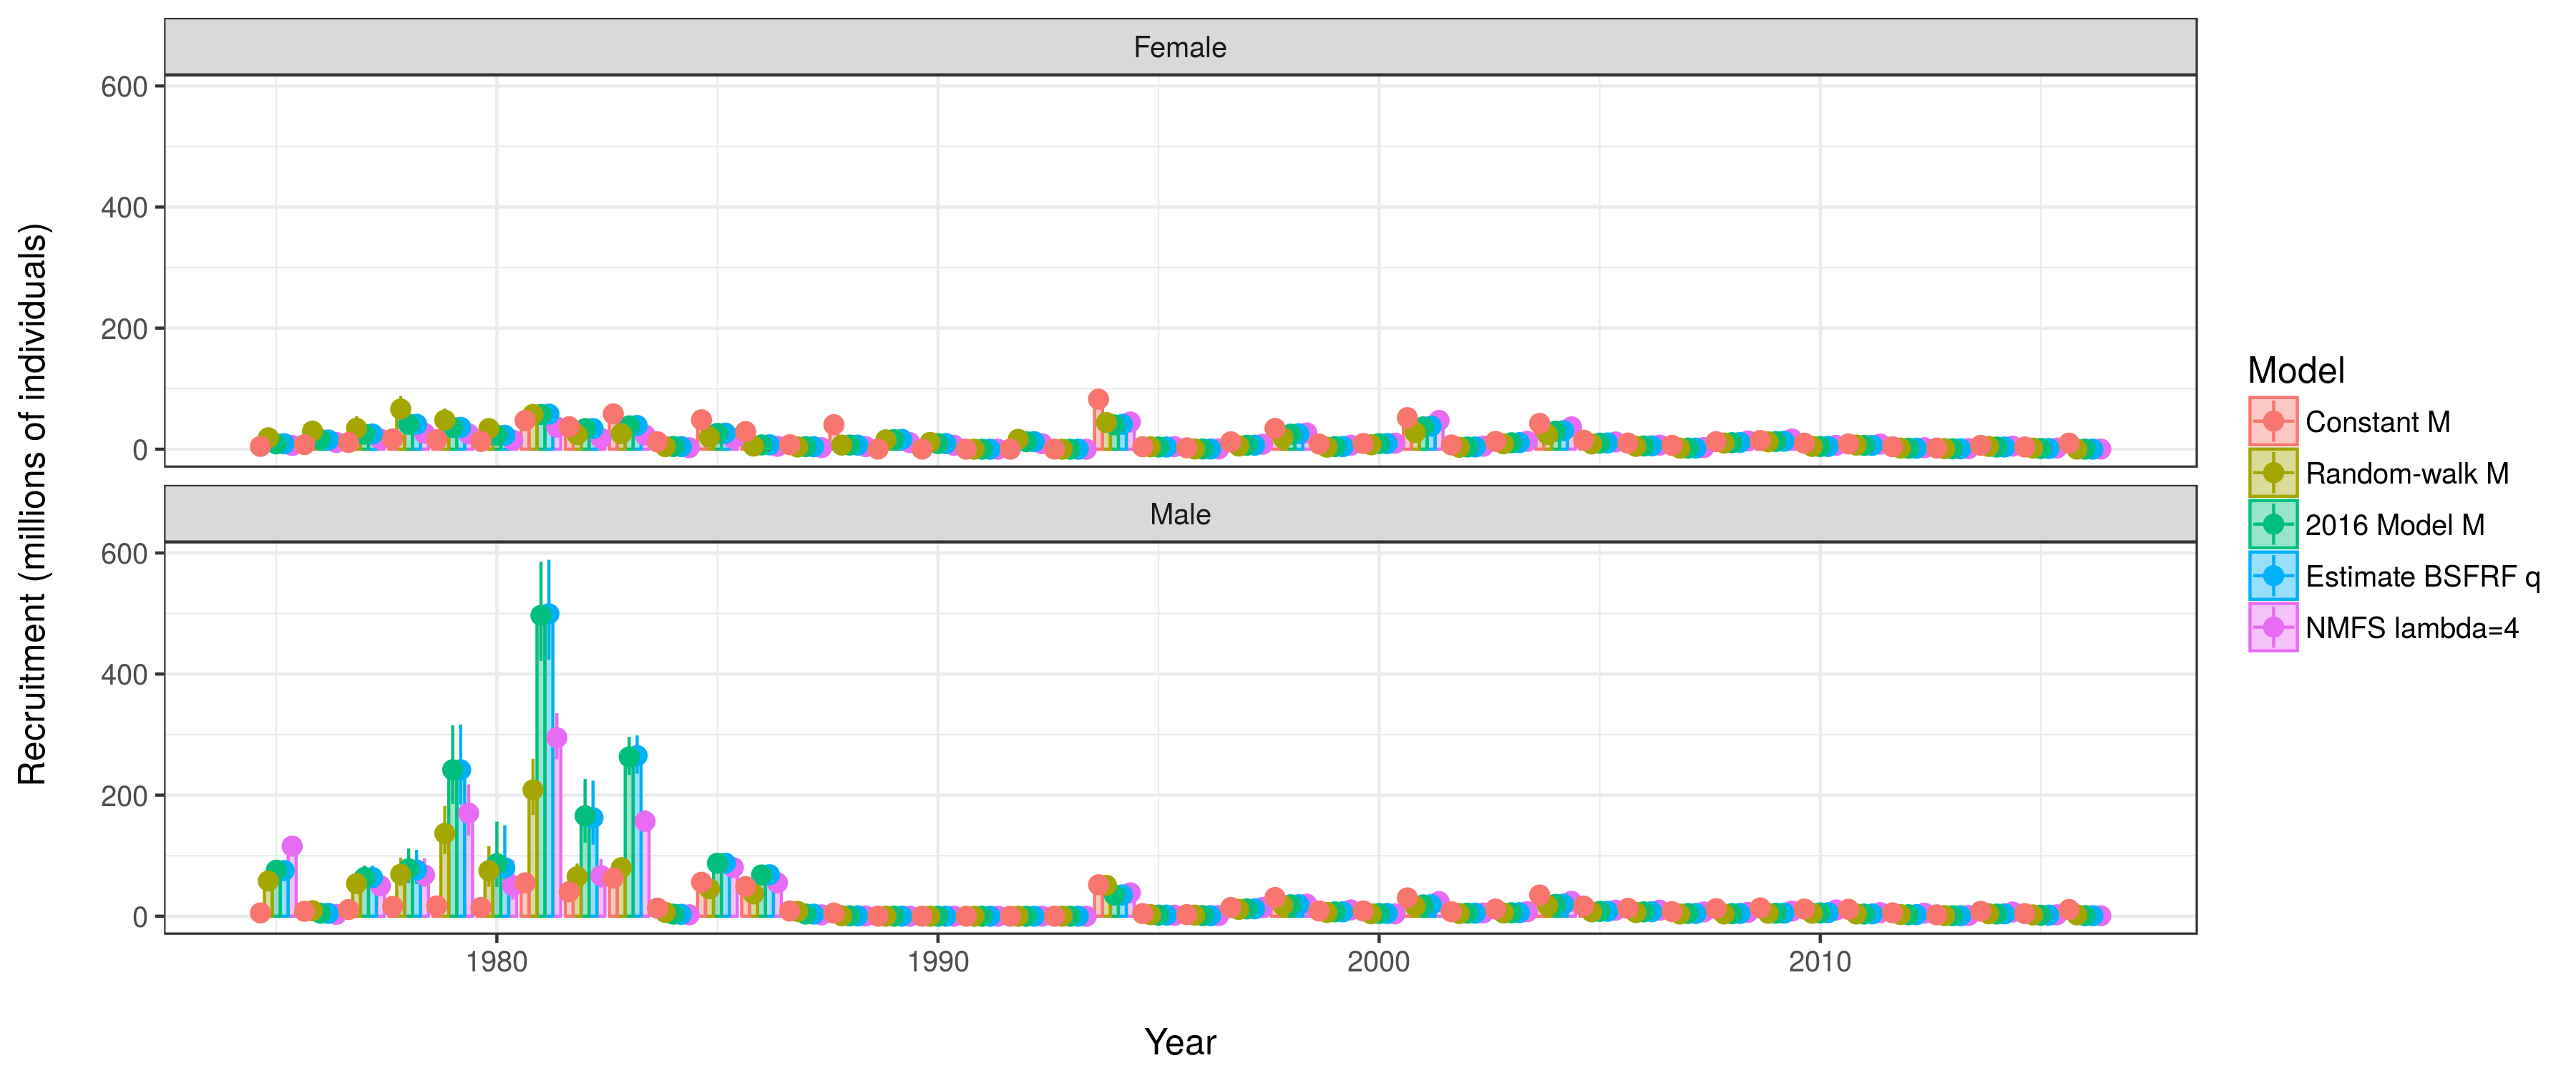 Female
600
400
200
0
Male
600
400
200
0
1980 1990 2000 2010
Year
Recruitment (millions of individuals)
Model
Constant M
Random-walk M
2016 Model M
Estimate BSFRF q
NMFS lambda=4